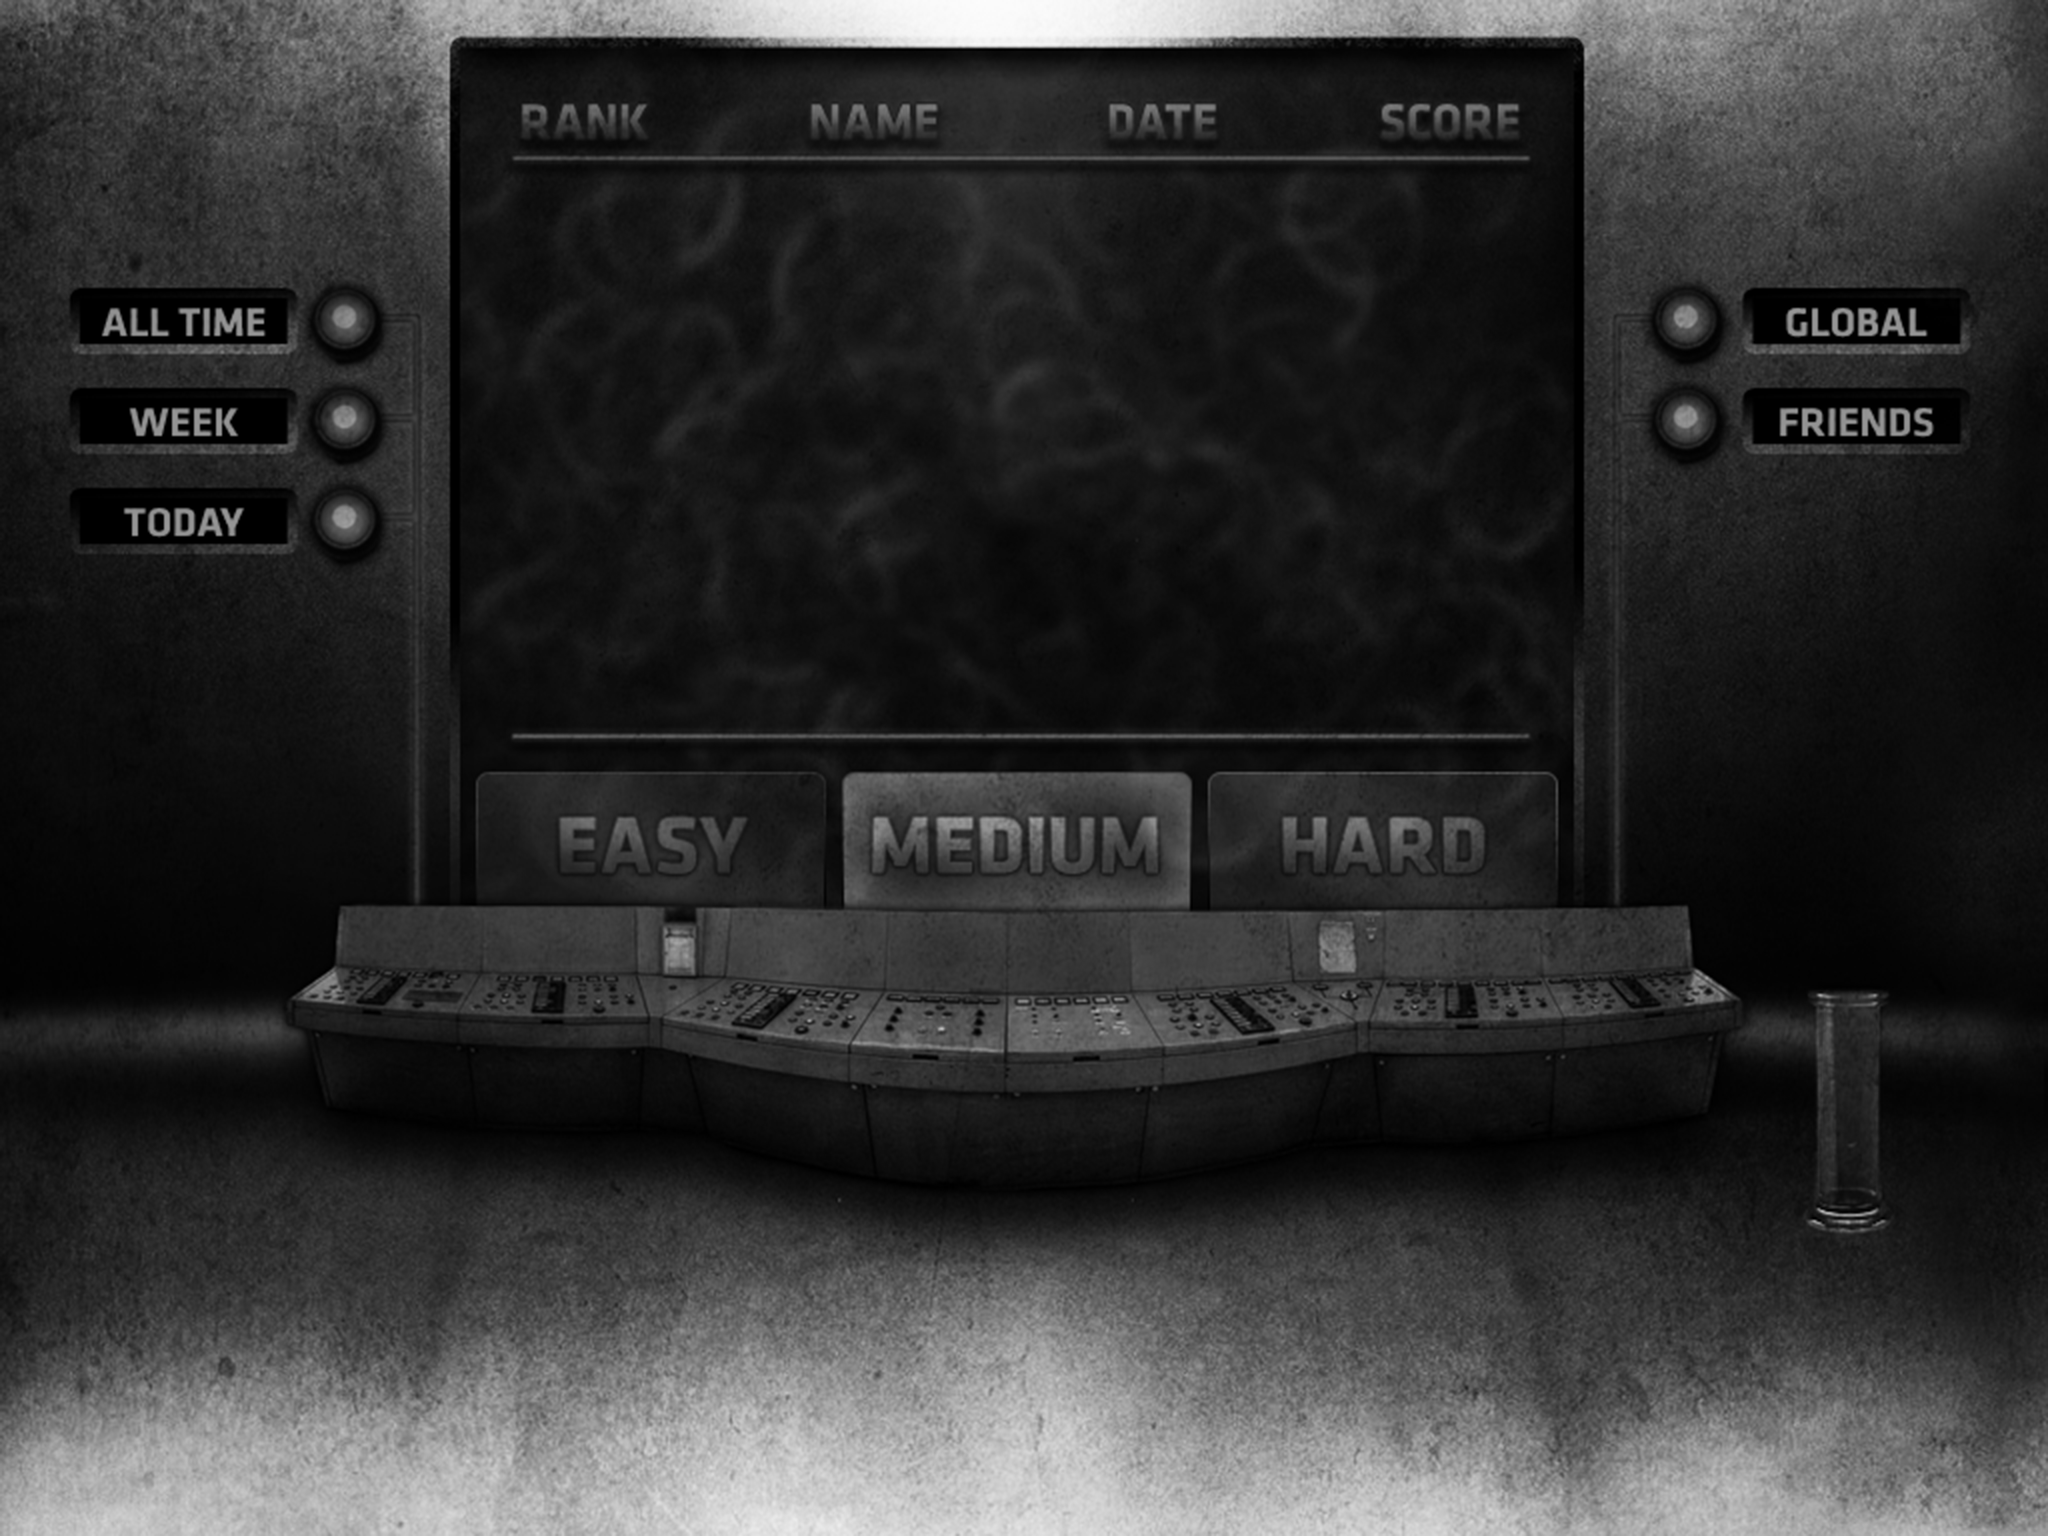 RANK NAME DATE SCORE
ALL TIME
WEEK
TODAY
GLOBAL
FRIENDS
EASY MEDIUM HARD